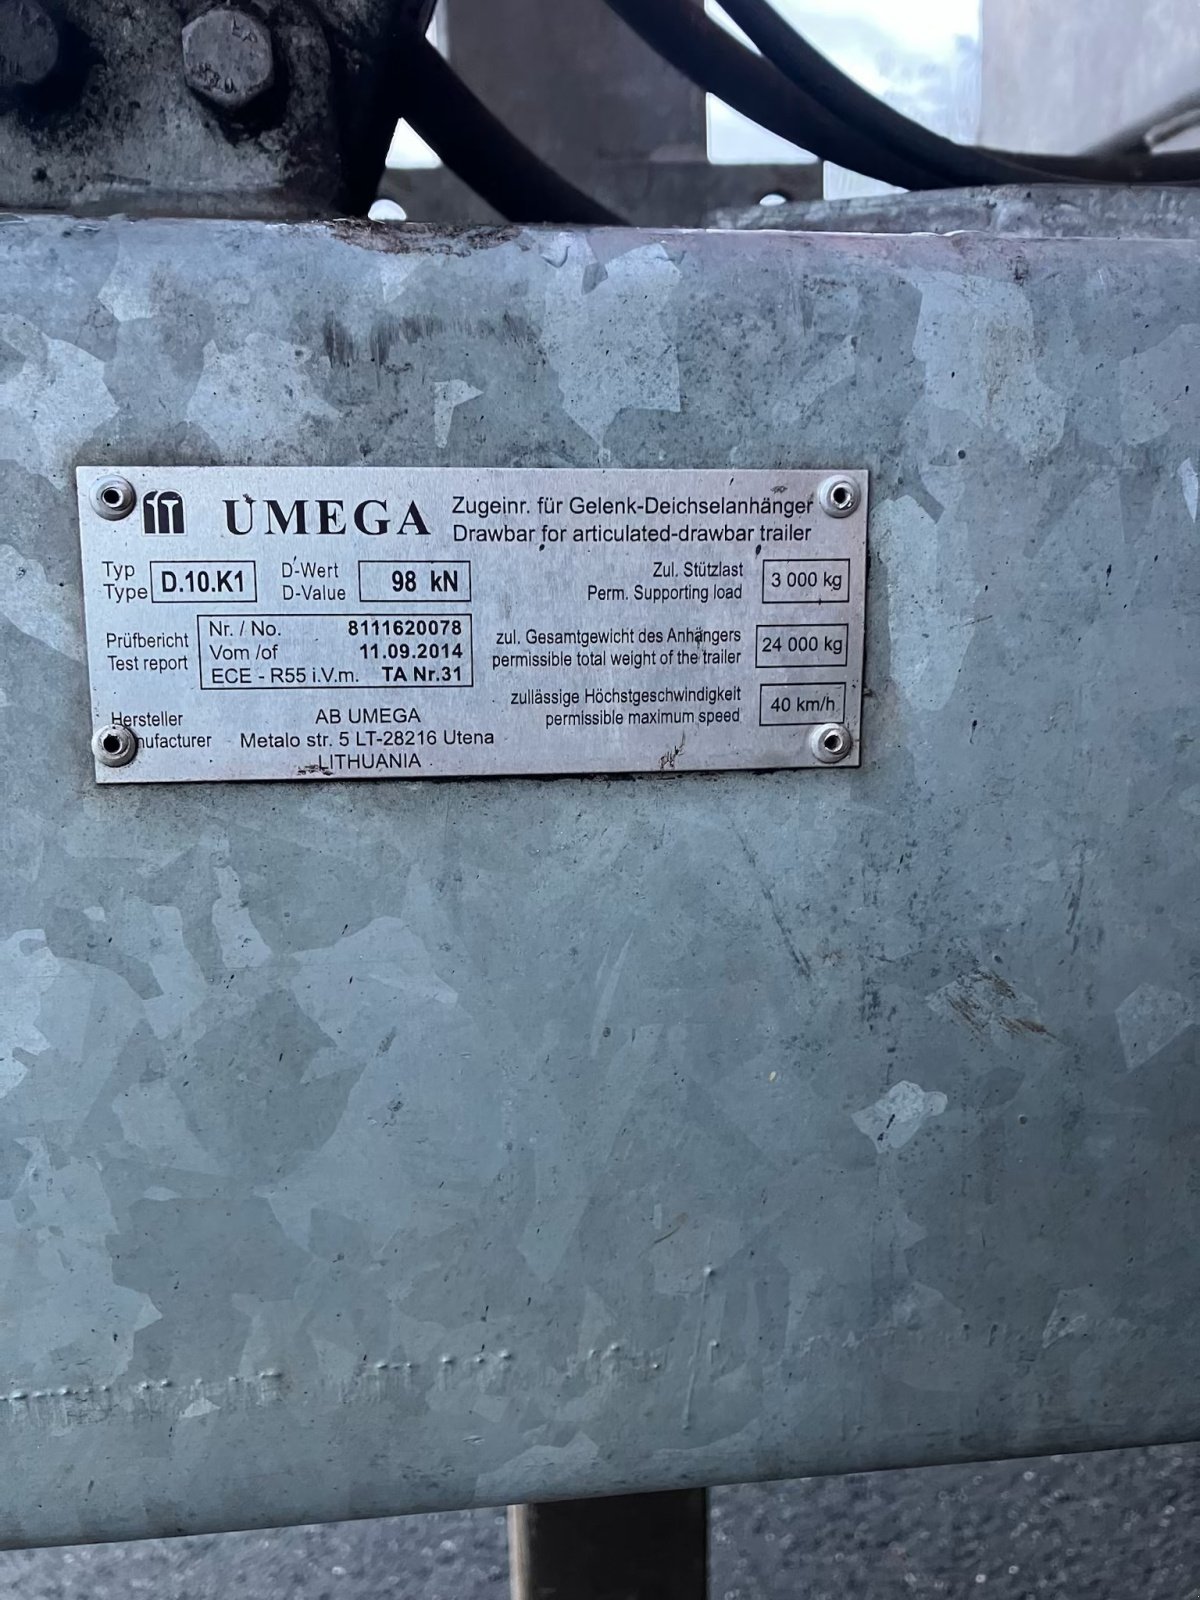 UMEGA
Zugeinr. für Gelenk-Deichselanhänger
Drawbar for articulated-drawbar trailer
Typ
Type
D.10.K1
D-Wert
D-Value
98 kN
Zul. Stützlast
Perm. Supporting load
3 000 kg
Prüfbericht
Test report
Nr. / No. 8111620078
Vom /of 11.09.2014
ECE - R55 i.V.m. TA Nr.31
zul. Gesamtgewicht des Anhängers
permissible total weight of the trailer
24 000 kg
zullässige Höchstgeschwindigkeit
permissible maximum speed
40 km/h
Hersteller
nufacturer
AB UMEGA
Metalo str. 5 LT-28216 Utena
LITHUANIA